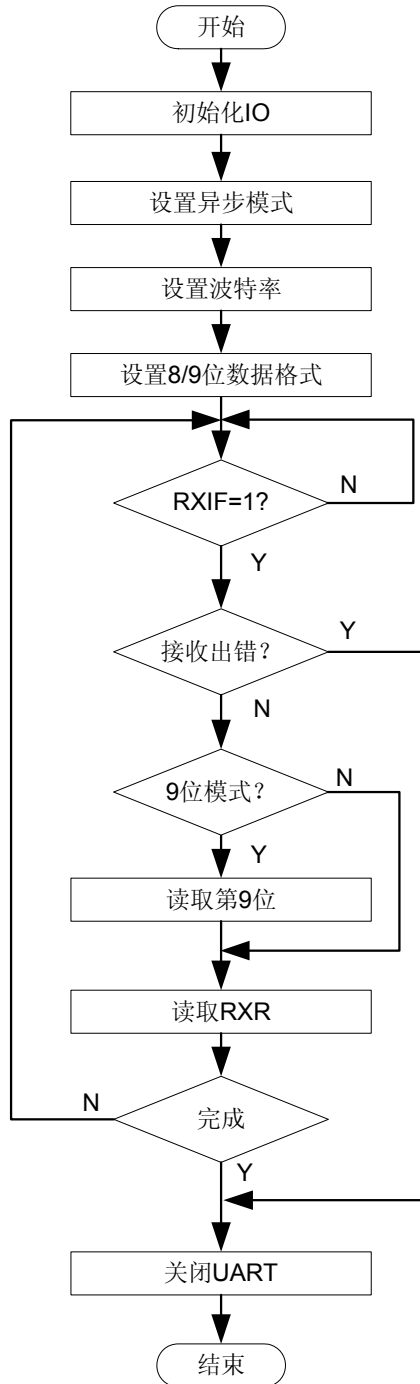 开始
初始化IO
设置异步模式
设置波特率
设置8/9位数据格式
RXIF=1?
N
Y
接收出错？
Y
N
9位模式？
N
Y
读取第9位
读取RXR
N
完成
Y
关闭UART
结束